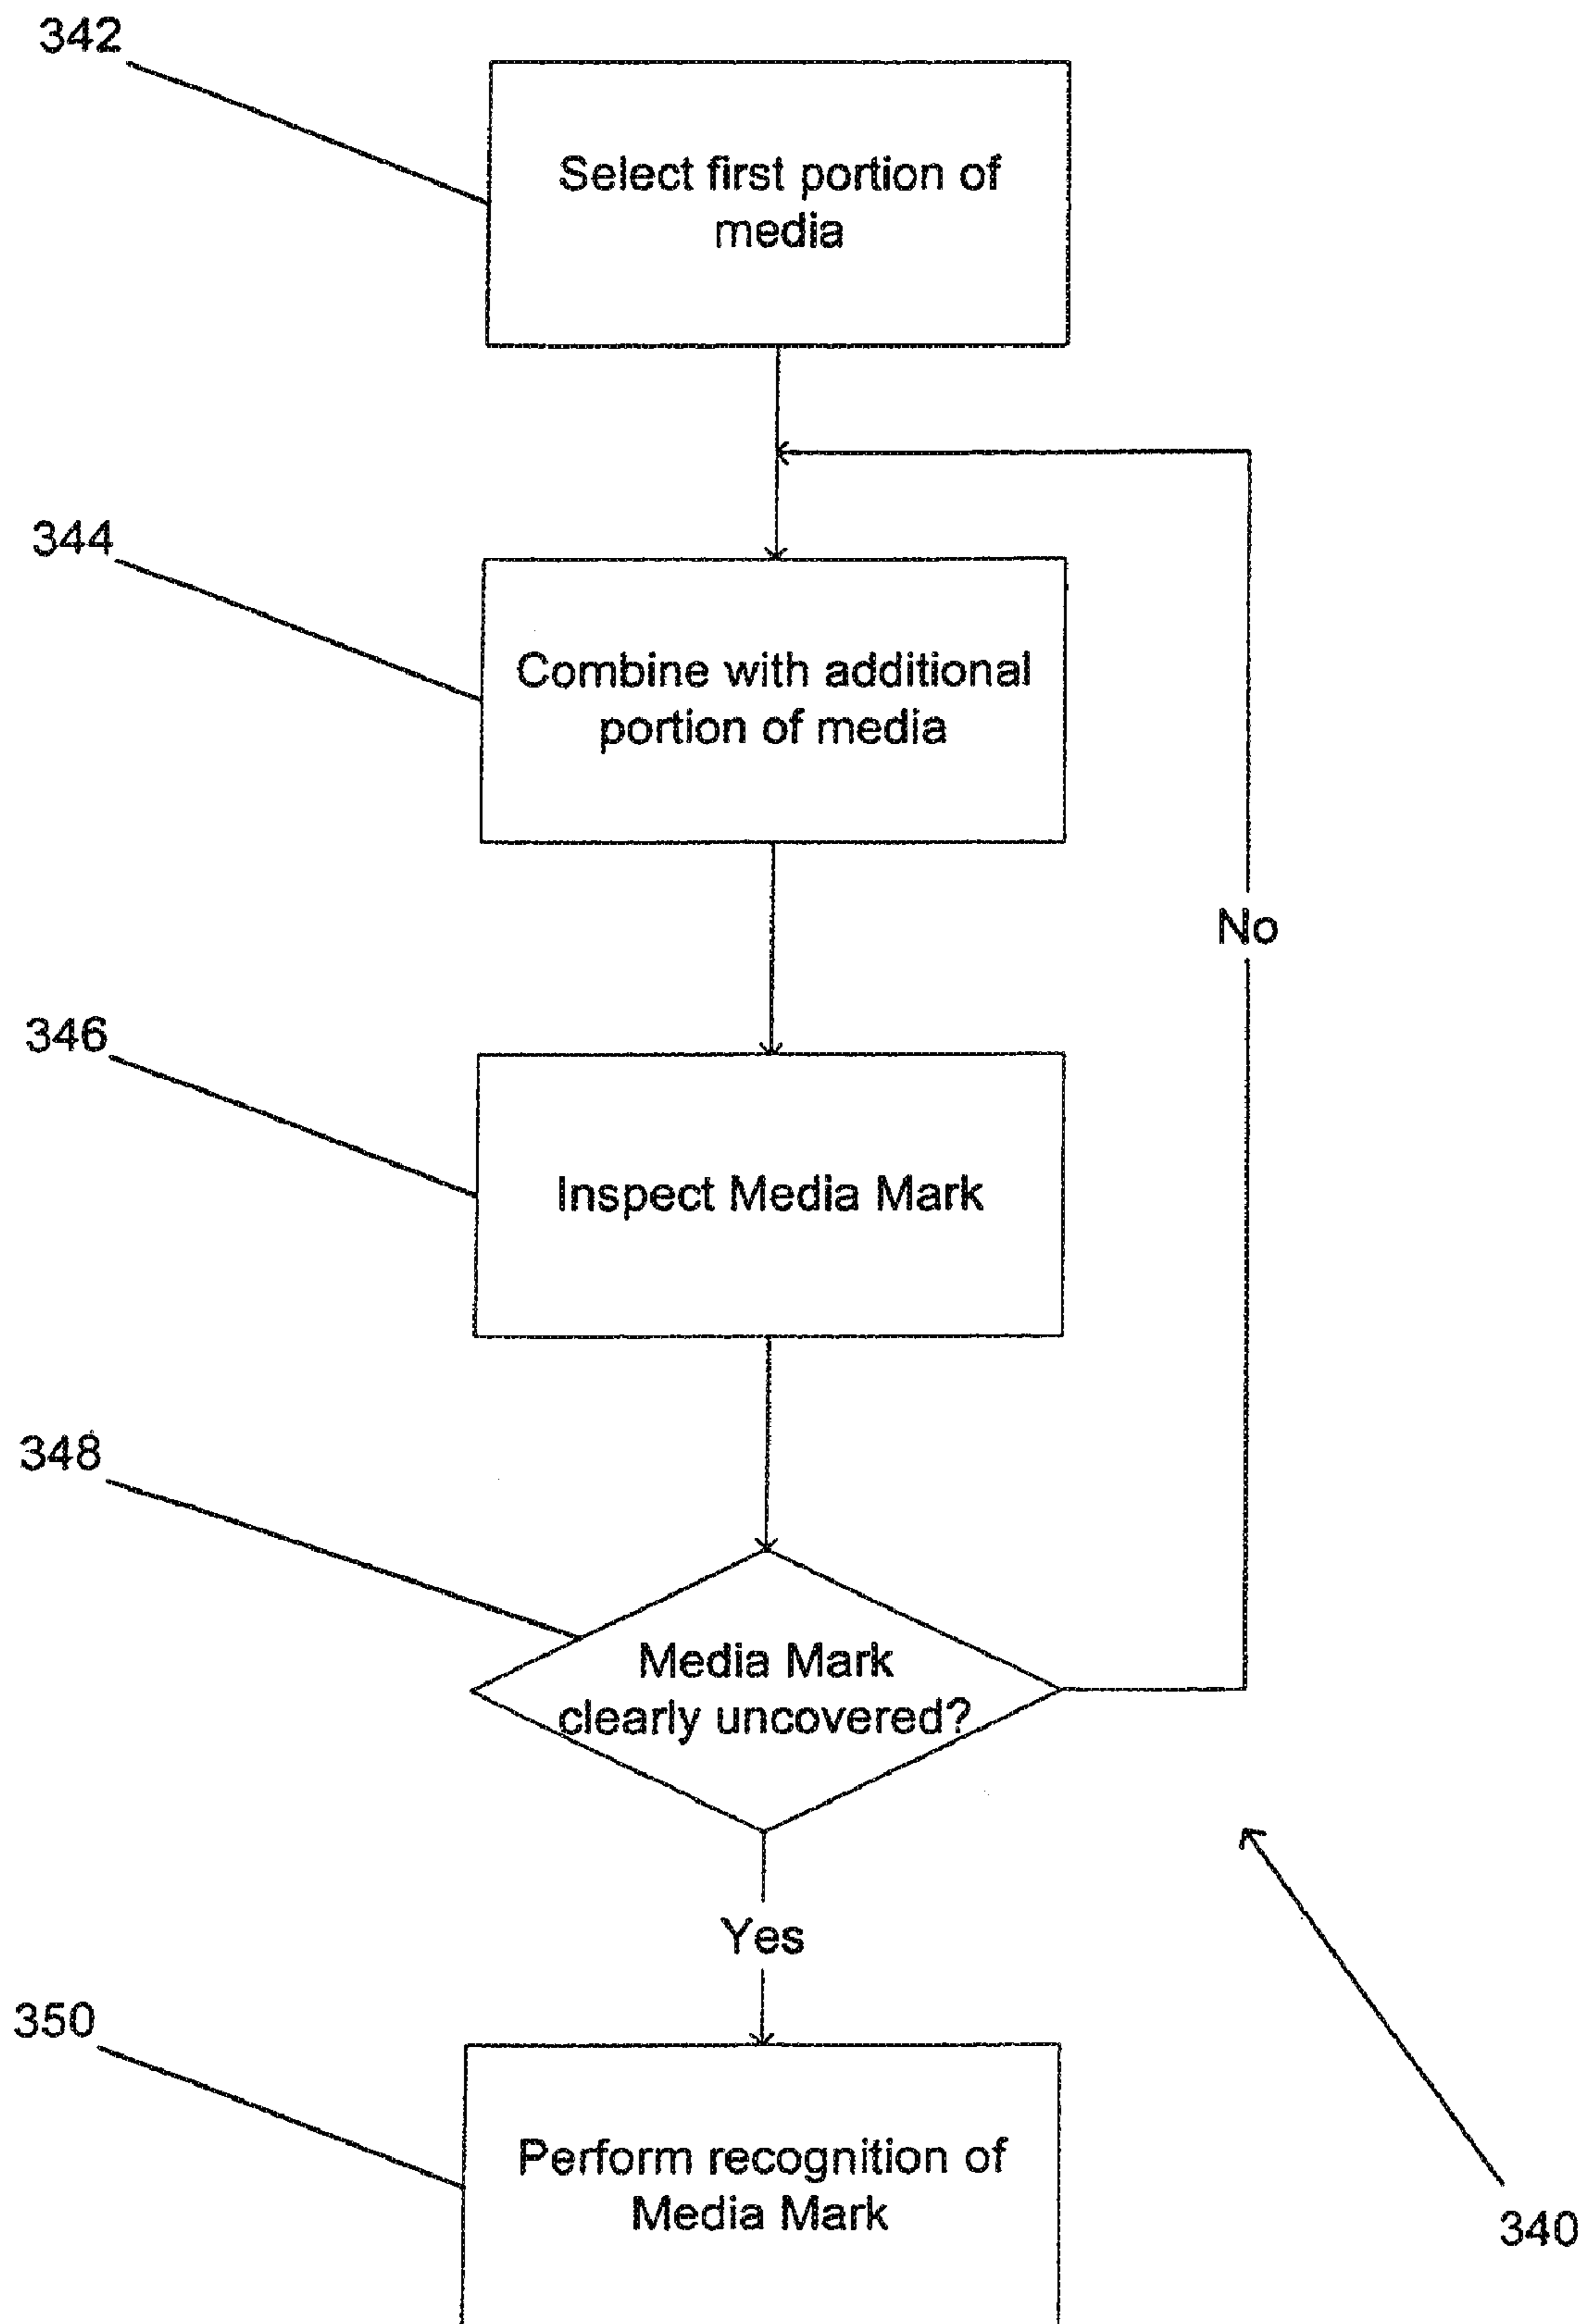 342
Select first portion of
media
344
Combine with additional
portion of media
No
346
Inspect Media Mark
348
Media Mark
clearly uncovered?
Yes
350
Perform recognition of
Media Mark
340